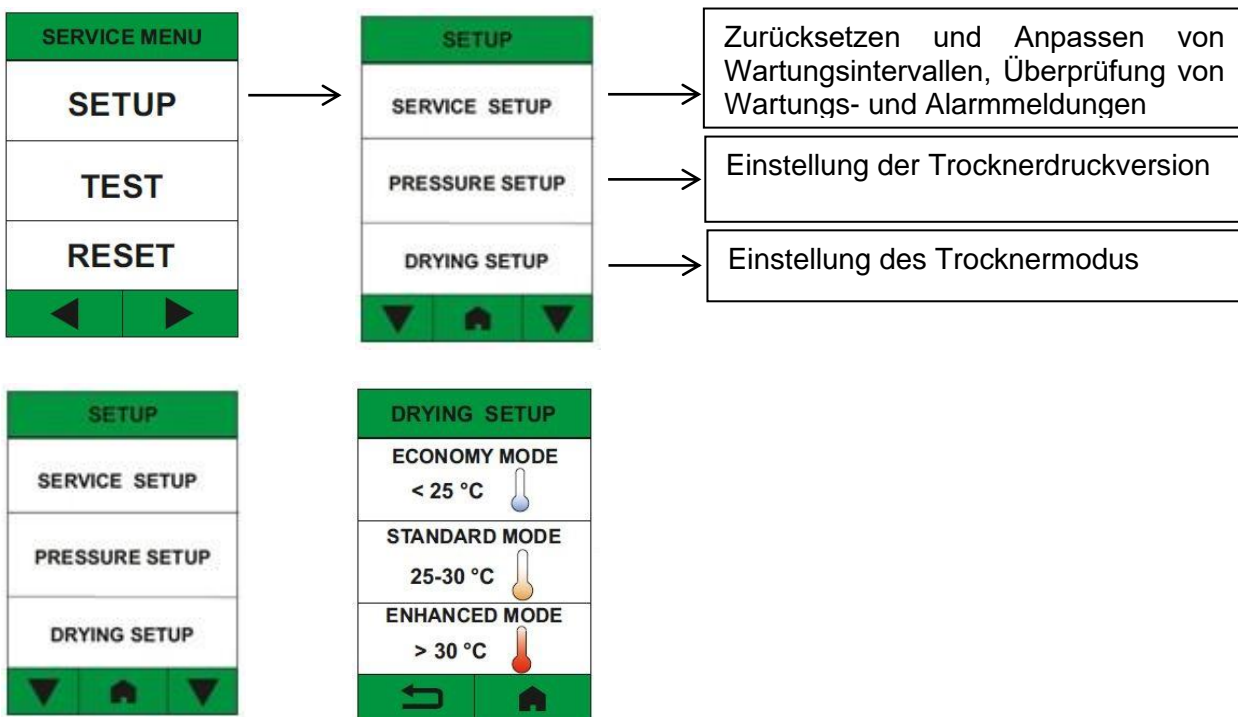 SERVICE MENU
SETUP
TEST
RESET
SETUP
SERVICE SETUP
PRESSURE SETUP
DRYING SETUP
Zurücksetzen und Anpassen von
Wartungsintervallen, Überprüfung von
Wartungs- und Alarmmeldungen
Einstellung der Trocknerdruckversion
Einstellung des Trocknermodus
SETUP
SERVICE SETUP
PRESSURE SETUP
DRYING SETUP
DRYING SETUP
ECONOMY MODE
< 25 °C
STANDARD MODE
25-30 °C
ENHANCED MODE
> 30 °C